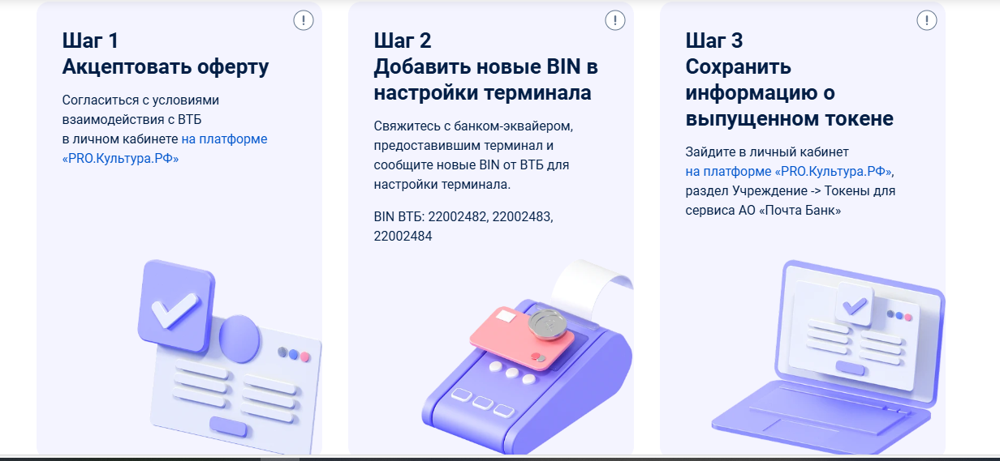 !
Шаг 1
Акцептовать оферту
Согласиться с условиями
взаимодействия с ВТБ
в личном кабинете на платформе
«PRO.Культура.РФ»
!
Шаг 2
Добавить новые BIN в
настройки терминала
Свяжитесь с банком-эквайером,
предоставившим терминал и
сообщите новые BIN от ВТБ для
настройки терминала.
BIN ВТБ: 22002482, 22002483,
22002484
!
Шаг 3
Сохранить
информацию о
выпущенном токене
Зайдите в личный кабинет
на платформе «PRO.Культура.РФ»,
раздел Учреждение -> Токены для
сервиса АО «Почта Банк»